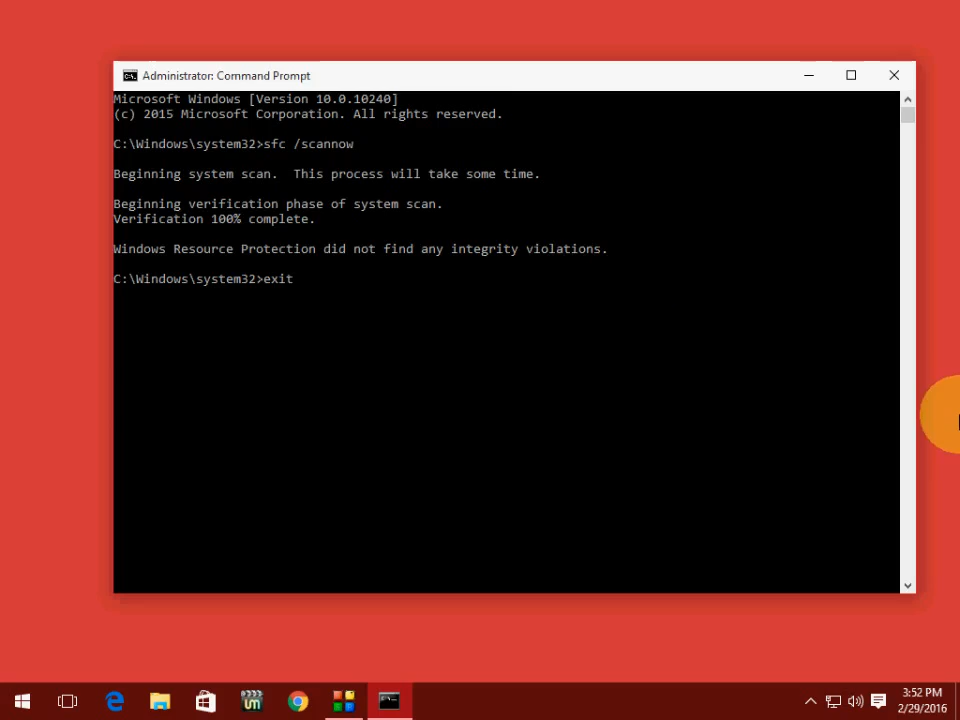 Administrator: Command Prompt
Microsoft Windows [Version 10.0.10240]
(c) 2015 Microsoft Corporation. All rights reserved.
C:\Windows\system32>sfc /scannow
Beginning system scan.  This process will take some time.
Beginning verification phase of system scan.
Verification 100% complete.
Windows Resource Protection did not find any integrity violations.
C:\Windows\system32>exit
um
3:52 PM
2/29/2016